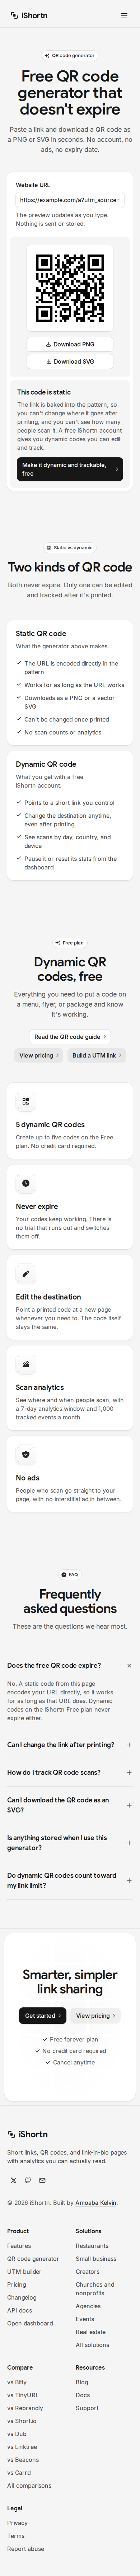 iShortn
QR code generator
Free QR code
generator that
doesn't expire
Paste a link and download a QR code as
a PNG or SVG in seconds. No account, no
ads, no expiry date.
Website URL
https://example.com/a?utm_source=
The preview updates as you type.
Nothing is sent or stored.
Download PNG
Download SVG
This code is static
The link is baked into the pattern, so
you can't change where it goes after
printing, and you can't see how many
people scan it. A free iShortn account
gives you dynamic codes you can edit
and track.
Make it dynamic and trackable,
free
Static vs dynamic
Two kinds of QR code
Both never expire. Only one can be edited
and tracked after it's printed.
Static QR code
What the generator above makes.
The URL is encoded directly in the
pattern
Works for as long as the URL works
Downloads as a PNG or a vector
SVG
Can't be changed once printed
No scan counts or analytics
Dynamic QR code
What you get with a free
iShortn account.
Points to a short link you control
Change the destination anytime,
even after printing
See scans by day, country, and
device
Pause it or reset its stats from the
dashboard
Free plan
Dynamic QR
codes, free
Everything you need to put a code on
a menu, flyer, or package and know
it's working.
Read the QR code guide
View pricing
Build a UTM link
5 dynamic QR codes
Create up to five codes on the Free
plan. No credit card required.
Never expire
Your codes keep working. There is
no trial that runs out and switches
them off.
Edit the destination
Point a printed code at a new page
whenever you need to. The code itself
stays the same.
Scan analytics
See where and when people scan, with
a 7-day analytics window and 1,000
tracked events a month.
No ads
People who scan go straight to your
page, with no interstitial ad in between.
FAQ
Frequently
asked questions
These are the questions we hear most.
Does the free QR code expire?
No. A static code from this page
encodes your URL directly, so it works
for as long as that URL does. Dynamic
codes on the iShortn Free plan never
expire either.
Can I change the link after printing?
How do I track QR code scans?
Can I download the QR code as an
SVG?
Is anything stored when I use this
generator?
Do dynamic QR codes count toward
my link limit?
Smarter, simpler
link sharing
Get started
View pricing
Free forever plan
No credit card required
Cancel anytime
iShortn
Short links, QR codes, and link-in-bio pages
with analytics you can actually read.
© 2026 iShortn. Built by Amoaba Kelvin.
Product
Features
QR code generator
UTM builder
Pricing
Changelog
API docs
Open dashboard
Solutions
Restaurants
Small business
Creators
Churches and
nonprofits
Agencies
Events
Real estate
All solutions
Compare
vs Bitly
vs TinyURL
vs Rebrandly
vs Short.io
vs Dub
vs Linktree
vs Beacons
vs Carrd
All comparisons
Resources
Blog
Docs
Support
Legal
Privacy
Terms
Report abuse